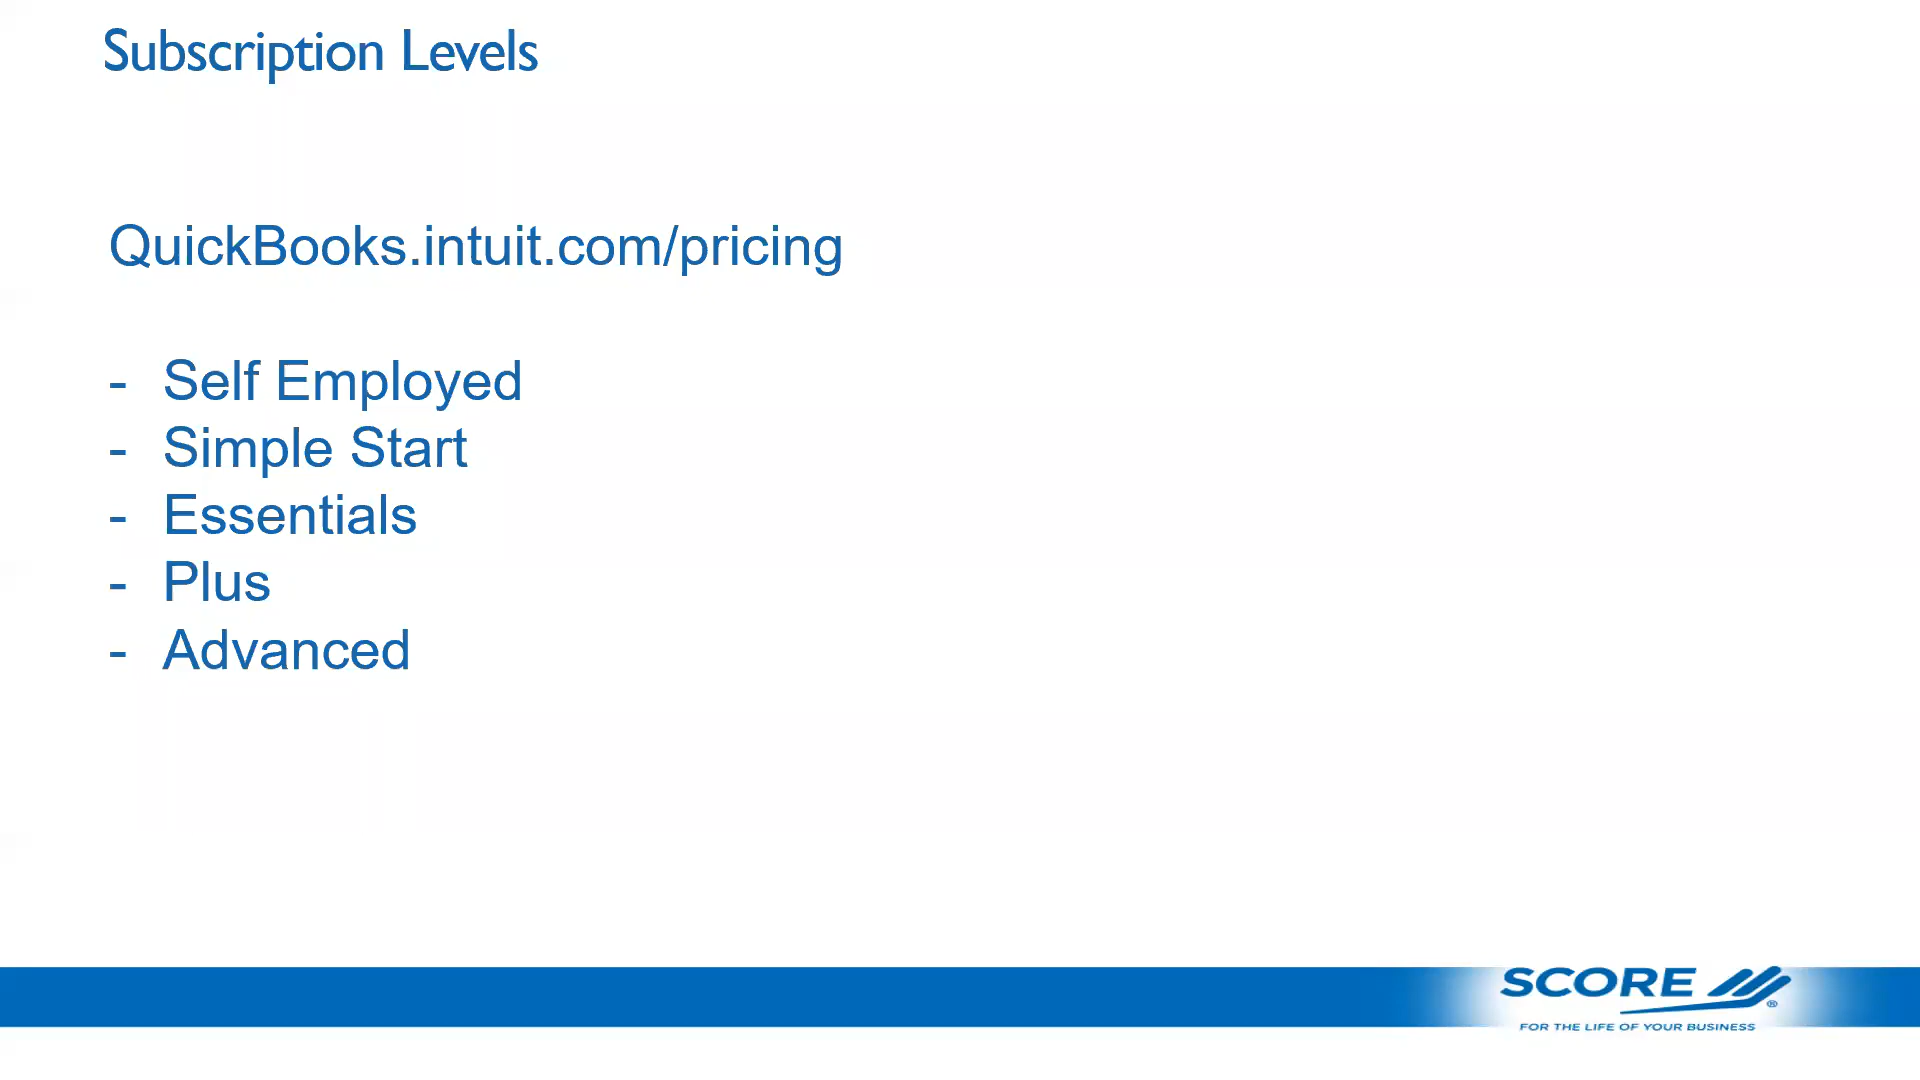 Subscription Levels
QuickBooks.intuit.com/pricing
- Self Employed
- Simple Start
- Essentials
- Plus
- Advanced
SCORE
®
FOR THE LIFE OF YOUR BUSINESS